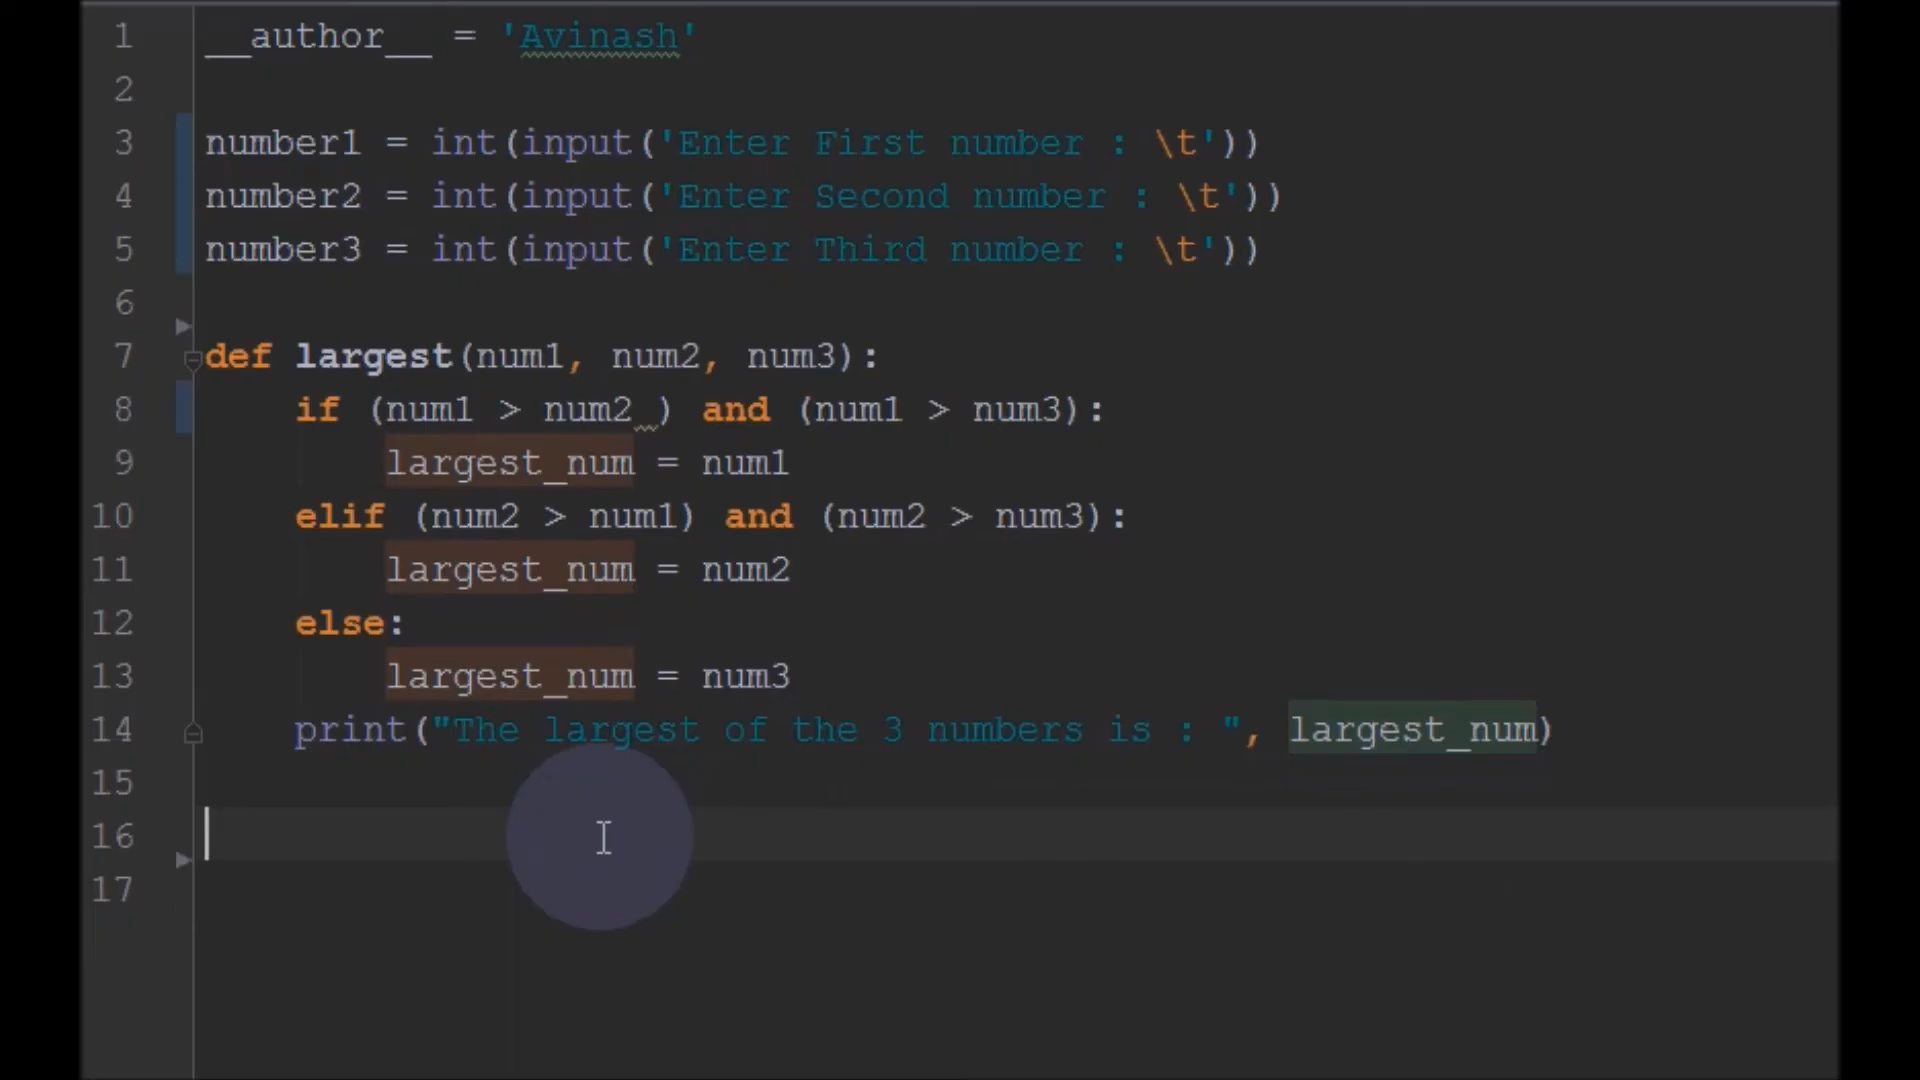 1 __author__ = 'Avinash'
2
3 number1 = int(input('Enter First number : \t'))
4 number2 = int(input('Enter Second number : \t'))
5 number3 = int(input('Enter Third number : \t'))
6
7 def largest(num1, num2, num3):
8     if (num1 > num2 ) and (num1 > num3):
9         largest_num = num1
10     elif (num2 > num1) and (num2 > num3):
11         largest_num = num2
12     else:
13         largest_num = num3
14     print("The largest of the 3 numbers is : ", largest_num)
15
16
17